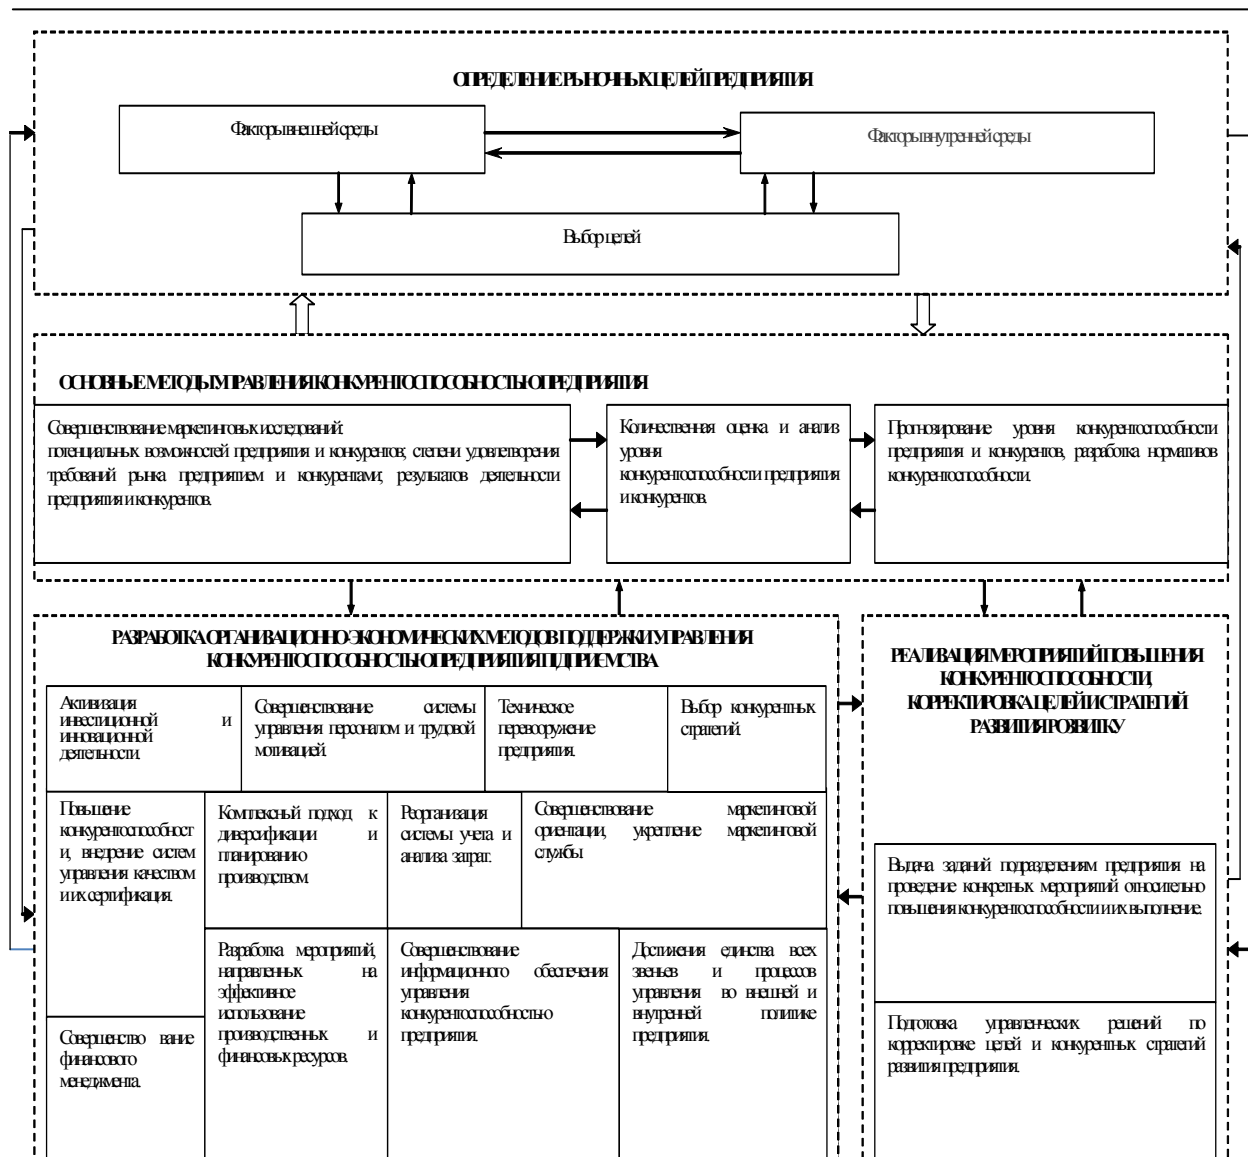 ОПРЕДЕЛЕНИЕ РЫНОЧНЫХ ЦЕЛЕЙ ПРЕДПРИЯТИЯ
Факторы внешней среды
Факторы внутренней среды
Выбор целей
ОСНОВНЫЕ МЕТОДЫ УПРАВЛЕНИЯ КОНКУРЕНТОСПОСОБНОСТЬЮ ПРЕДПРИЯТИЯ
Совершенствование маркетинговых исследований:
потенциальных возможностей предприятия и конкурентов; степени удовлетворения
требований рынка предприятием и конкурентами; результатов деятельности
предприятия и конкурентов.
Количественная оценка и анализ
уровня
конкурентоспособности предприятия
и конкурентов.
Прогнозирование уровня конкурентоспособности
предприятия и конкурентов, разработка нормативов
конкурентоспособности.
РАЗРАБОТКА ОРГАНИЗАЦИОННО-ЭКОНОМИЧЕСКИХ МЕТОДОВ ПОДДЕРЖКИ УПРАВЛЕНИЯ
КОНКУРЕНТОСПОСОБНОСТЬЮ ПРЕДПРИЯТИЯ ПІДПРИЄМСТВА
Активизация
инвестиционной и
инновационной
деятельности.
Совершенствование системы
управления персоналом и трудовой
мотивацией.
Техническое
перевооружение
предприятия.
Выбор конкурентных
стратегий.
Повышение
конкурентоспособност
и, внедрение систем
управления качеством
и их сертификация.
Комплексный подход к
диверсификации и
планированию
производством.
Реорганизация
системы учета и
анализа затрат.
Совершенствование маркетинговой
ориентации, укрепление маркетинговой
службы
Совершенство вание
финансового
менеджмента.
Разработка мероприятий,
направленных на
эффективное
использование
производственных и
финансовых ресурсов.
Совершенствование
информационного обеспечения
управления
конкурентоспособностью
предприятия.
Достижения единства всех
звеньев и процессов
управления во внешней и
внутренней политике
предприятия.
РЕАЛИЗАЦИЯ МЕРОПРИЯТИЙ ПОВЫШЕНИЯ
КОНКУРЕНТОСПОСОБНОСТИ,
КОРРЕКТИРОВКА ЦЕЛЕЙ И СТРАТЕГИЙ
РАЗВИТИЯ РОЗВИТКУ
Выдача заданий подразделениям предприятия на
проведение конкретных мероприятий относительно
повышения конкурентоспособности и их выполнение.
Подготовка управленческих решений по
корректировке целей и конкурентных стратегий
развития предприятия.